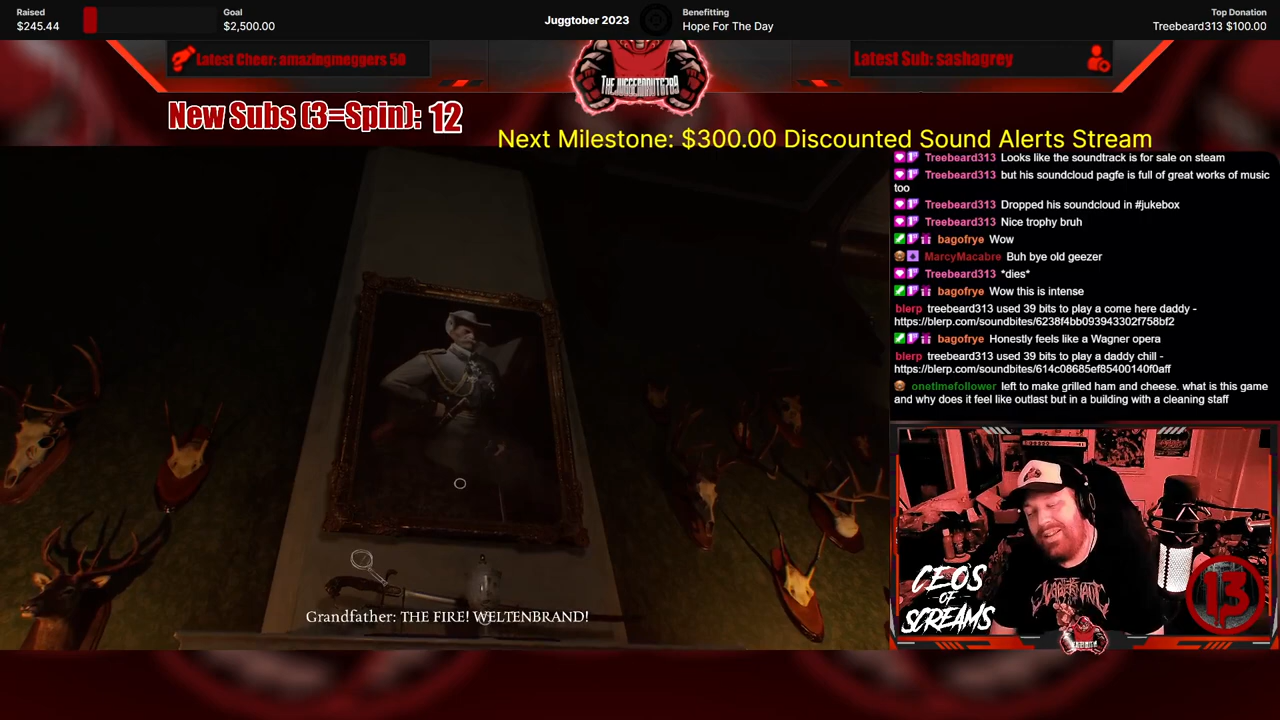 Raised
$245.44
Goal
$2,500.00
Juggtober 2023
Benefitting
Hope For The Day
Top Donation
Treebeard313 $100.00
Latest Cheer: amazingmeggers 50
THEJUGGERNAUT6789
Latest Sub: sashagrey
New Subs (3=Spin): 12
Next Milestone: $300.00 Discounted Sound Alerts Stream
Treebeard313 Looks like the soundtrack is for sale on steam
Treebeard313 but his soundcloud pagfe is full of great works of music
too
Treebeard313 Dropped his soundcloud in #jukebox
Treebeard313 Nice trophy bruh
bagofrye Wow
MarcyMacabre Buh bye old geezer
Treebeard313 *dies*
bagofrye Wow this is intense
blerp treebeard313 used 39 bits to play a come here daddy -
https://blerp.com/soundbites/6238f4bb093943302f758bf2
bagofrye Honestly feels like a Wagner opera
blerp treebeard313 used 39 bits to play a daddy chill -
https://blerp.com/soundbites/614c08685ef85400140f0aff
onetimefollower left to make grilled ham and cheese. what is this game
and why does it feel like outlast but in a building with a cleaning staff
Grandfather: THE FIRE! WELTENBRAND!
CEO'S
OF
SCREAMS
13